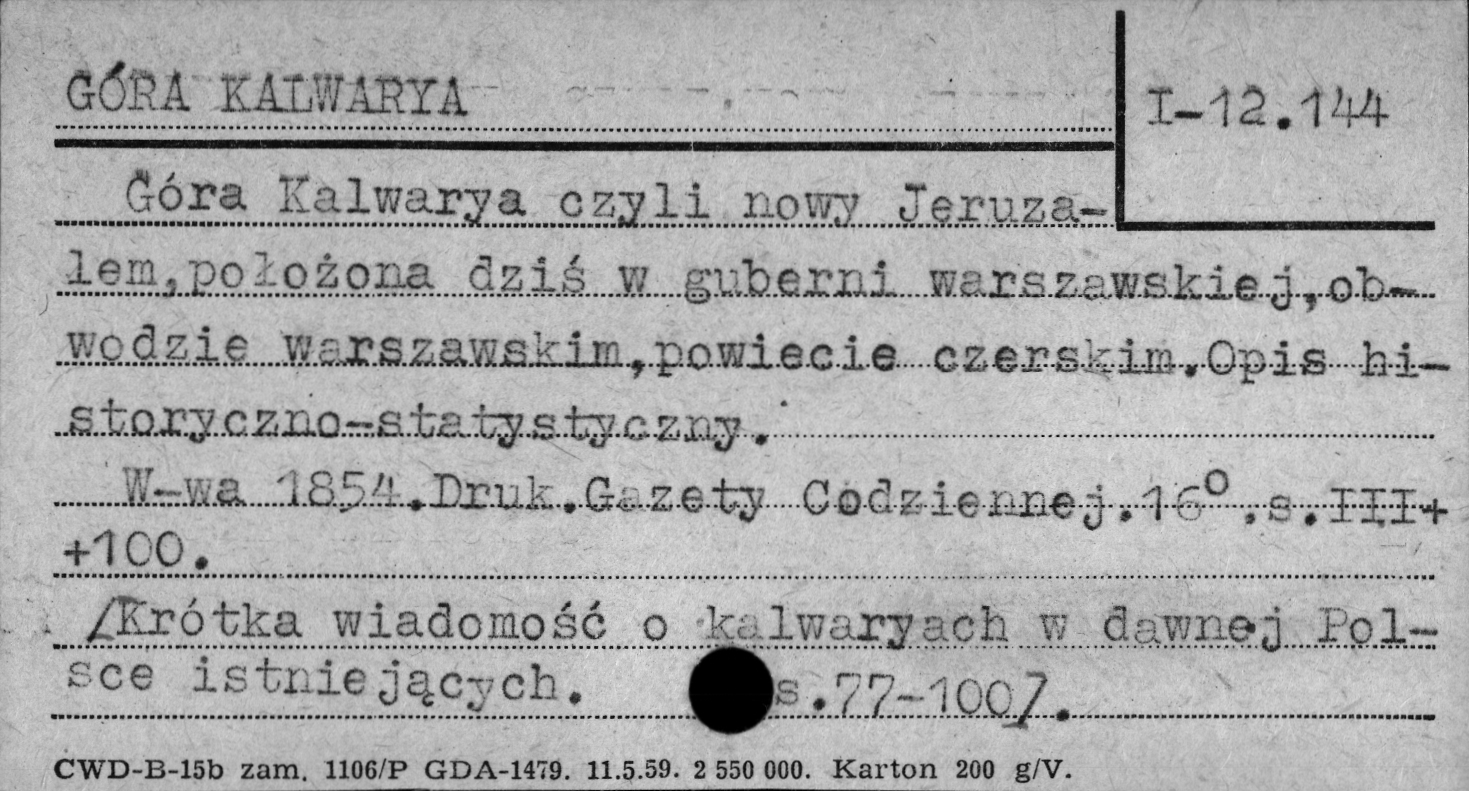 GÓRA KALWARYA
I-12.144
Góra Kalwarya czyli nowy Jeruza-
lem,położona dziś w guberni warszawskiej,ob-
wodzie warszawskim,powiecie czerskim.Opis hi-
storyczno-statystyczny.
W-wa 1854.Druk.Gazety Codziennej.16⁰.s.III+
+100.
/Krótka wiadomość o kalwaryach w dawnej Pol-
sce istniejących. s.77-100/.
CWD-B-15b zam. 1106/P GDA-1479. 11.5.59. 2 550 000. Karton 200 g/V.